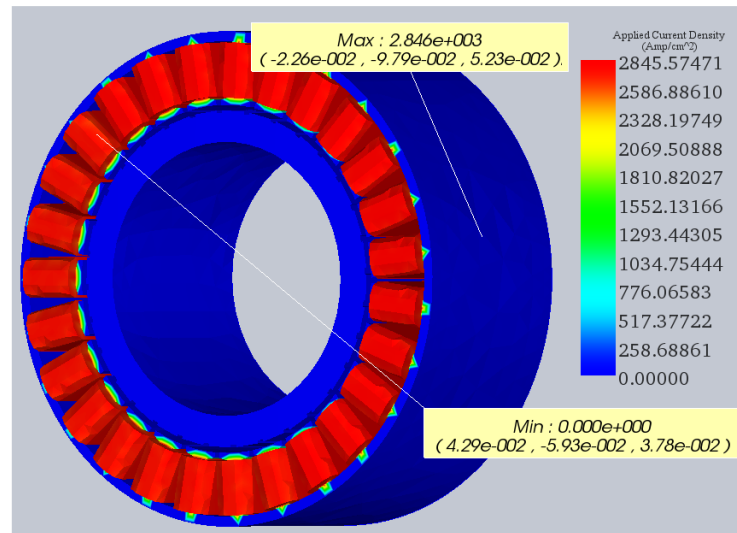 Max : 2.846e+003
( -2.26e-002 , -9.79e-002 , 5.23e-002 )
Applied Current Density
(Amp/cm^2)
2845.57471
2586.88610
2328.19749
2069.50888
1810.82027
1552.13166
1293.44305
1034.75444
776.06583
517.37722
258.68861
0.00000
Min : 0.000e+000
( 4.29e-002 , -5.93e-002 , 3.78e-002 )